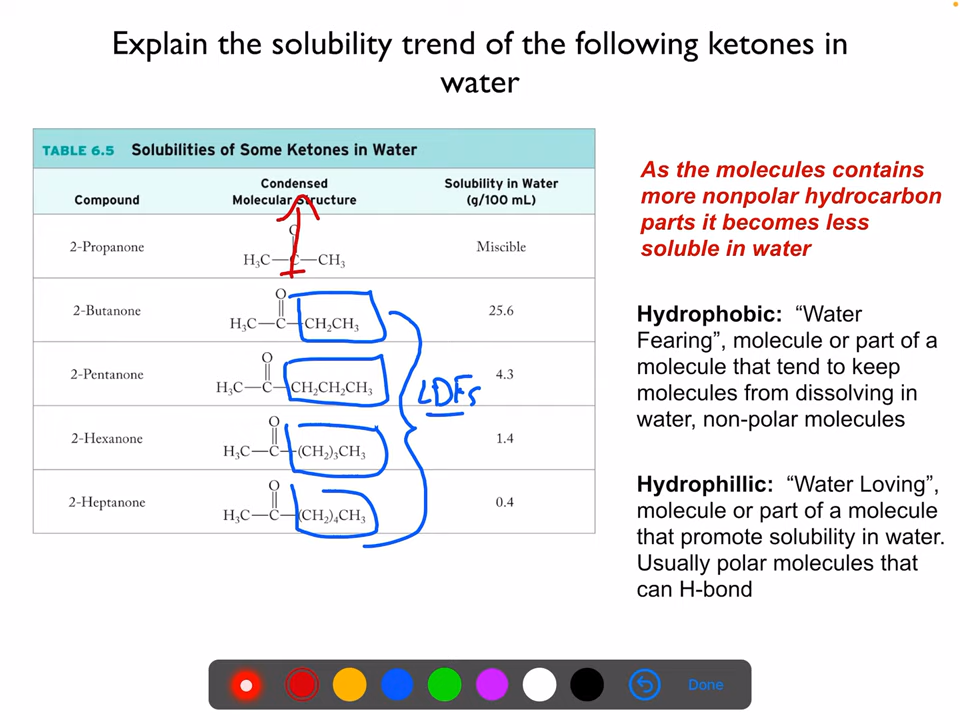 Explain the solubility trend of the following ketones in
water
TABLE 6.5 Solubilities of Some Ketones in Water
Compound
Condensed
Molecular Structure
Solubility in Water
(g/100 mL)
2-Propanone
O
H₃C—C—CH₃
Miscible
2-Butanone
O
H₃C—C—CH₂CH₃
25.6
2-Pentanone
O
H₃C—C—CH₂CH₂CH₃
4.3
2-Hexanone
O
H₃C—C—(CH₂)₃CH₃
1.4
2-Heptanone
O
H₃C—C—(CH₂)₄CH₃
0.4
LDFs
As the molecules contains
more nonpolar hydrocarbon
parts it becomes less
soluble in water
Hydrophobic: “Water
Fearing”, molecule or part of a
molecule that tend to keep
molecules from dissolving in
water, non-polar molecules
Hydrophillic: “Water Loving”,
molecule or part of a molecule
that promote solubility in water.
Usually polar molecules that
can H-bond
Done